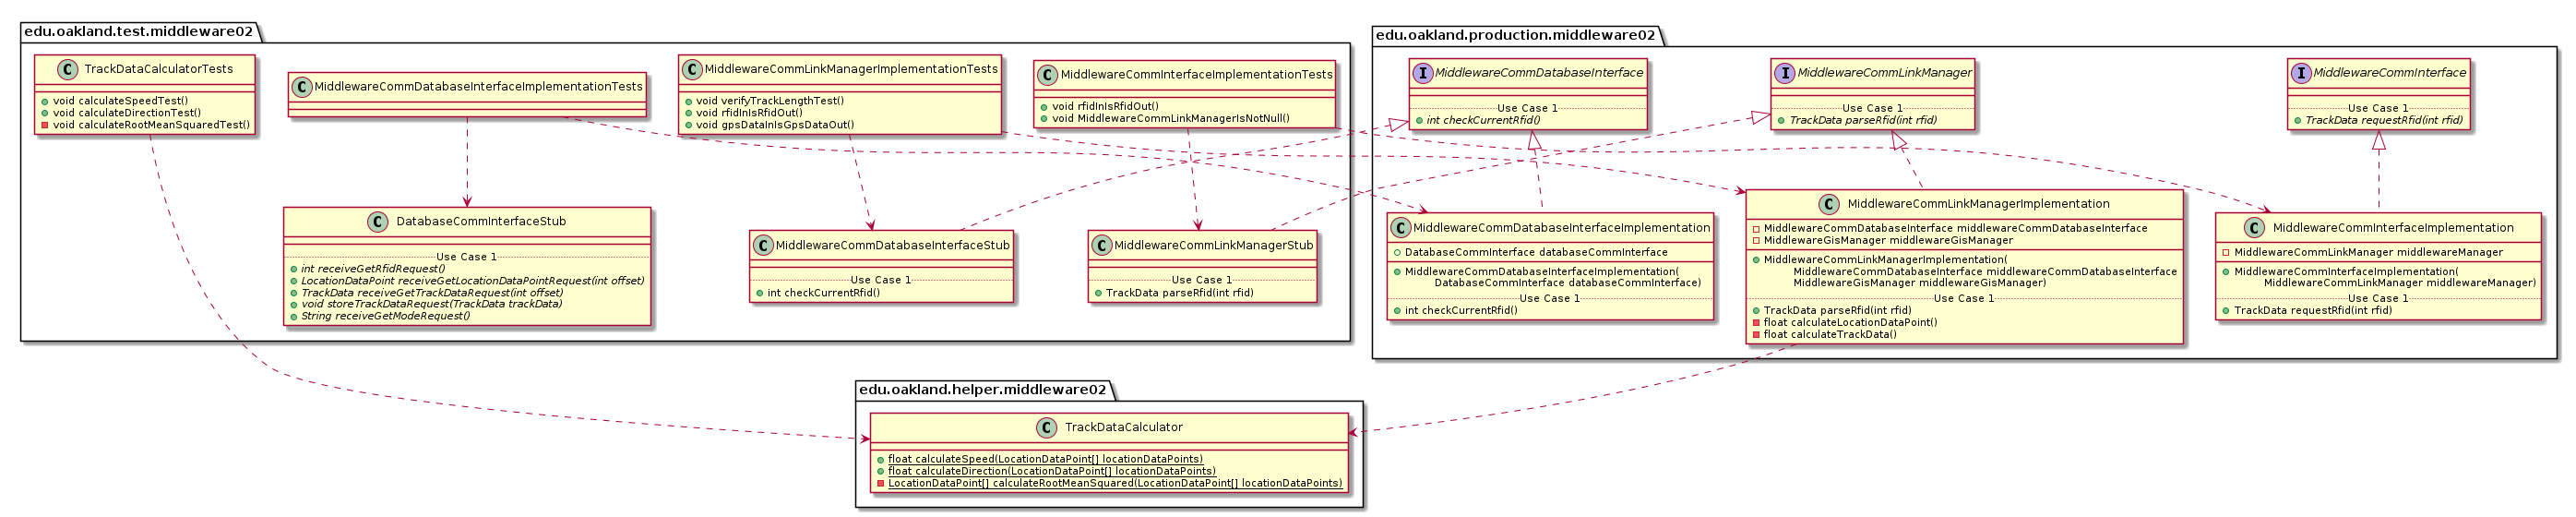 edu.oakland.test.middleware02
TrackDataCalculatorTests
void calculateSpeedTest()
void calculateDirectionTest()
void calculateRootMeanSquaredTest()
MiddlewareCommDatabaseInterfaceImplementationTests
MiddlewareCommLinkManagerImplementationTests
void verifyTrackLengthTest()
void rfidInIsRfidOut()
void gpsDataInIsGpsDataOut()
MiddlewareCommInterfaceImplementationTests
void rfidInIsRfidOut()
void MiddlewareCommLinkManagerIsNotNull()
DatabaseCommInterfaceStub
Use Case 1
int receiveGetRfidRequest()
LocationDataPoint receiveGetLocationDataPointRequest(int offset)
TrackData receiveGetTrackDataRequest(int offset)
void storeTrackDataRequest(TrackData trackData)
String receiveGetModeRequest()
MiddlewareCommDatabaseInterfaceStub
Use Case 1
int checkCurrentRfid()
MiddlewareCommLinkManagerStub
Use Case 1
TrackData parseRfid(int rfid)
edu.oakland.production.middleware02
MiddlewareCommDatabaseInterface
Use Case 1
int checkCurrentRfid()
MiddlewareCommLinkManager
Use Case 1
TrackData parseRfid(int rfid)
MiddlewareCommInterface
Use Case 1
TrackData requestRfid(int rfid)
MiddlewareCommDatabaseInterfaceImplementation
DatabaseCommInterface databaseCommInterface
MiddlewareCommDatabaseInterfaceImplementation(
DatabaseCommInterface databaseCommInterface)
Use Case 1
int checkCurrentRfid()
MiddlewareCommLinkManagerImplementation
MiddlewareCommDatabaseInterface middlewareCommDatabaseInterface
MiddlewareGisManager middlewareGisManager
MiddlewareCommLinkManagerImplementation(
MiddlewareCommDatabaseInterface middlewareCommDatabaseInterface
MiddlewareGisManager middlewareGisManager)
Use Case 1
TrackData parseRfid(int rfid)
float calculateLocationDataPoint()
float calculateTrackData()
MiddlewareCommInterfaceImplementation
MiddlewareCommLinkManager middlewareManager
MiddlewareCommInterfaceImplementation(
MiddlewareCommLinkManager middlewareManager)
Use Case 1
TrackData requestRfid(int rfid)
edu.oakland.helper.middleware02
TrackDataCalculator
float calculateSpeed(LocationDataPoint[] locationDataPoints)
float calculateDirection(LocationDataPoint[] locationDataPoints)
LocationDataPoint[] calculateRootMeanSquared(LocationDataPoint[] locationDataPoints)